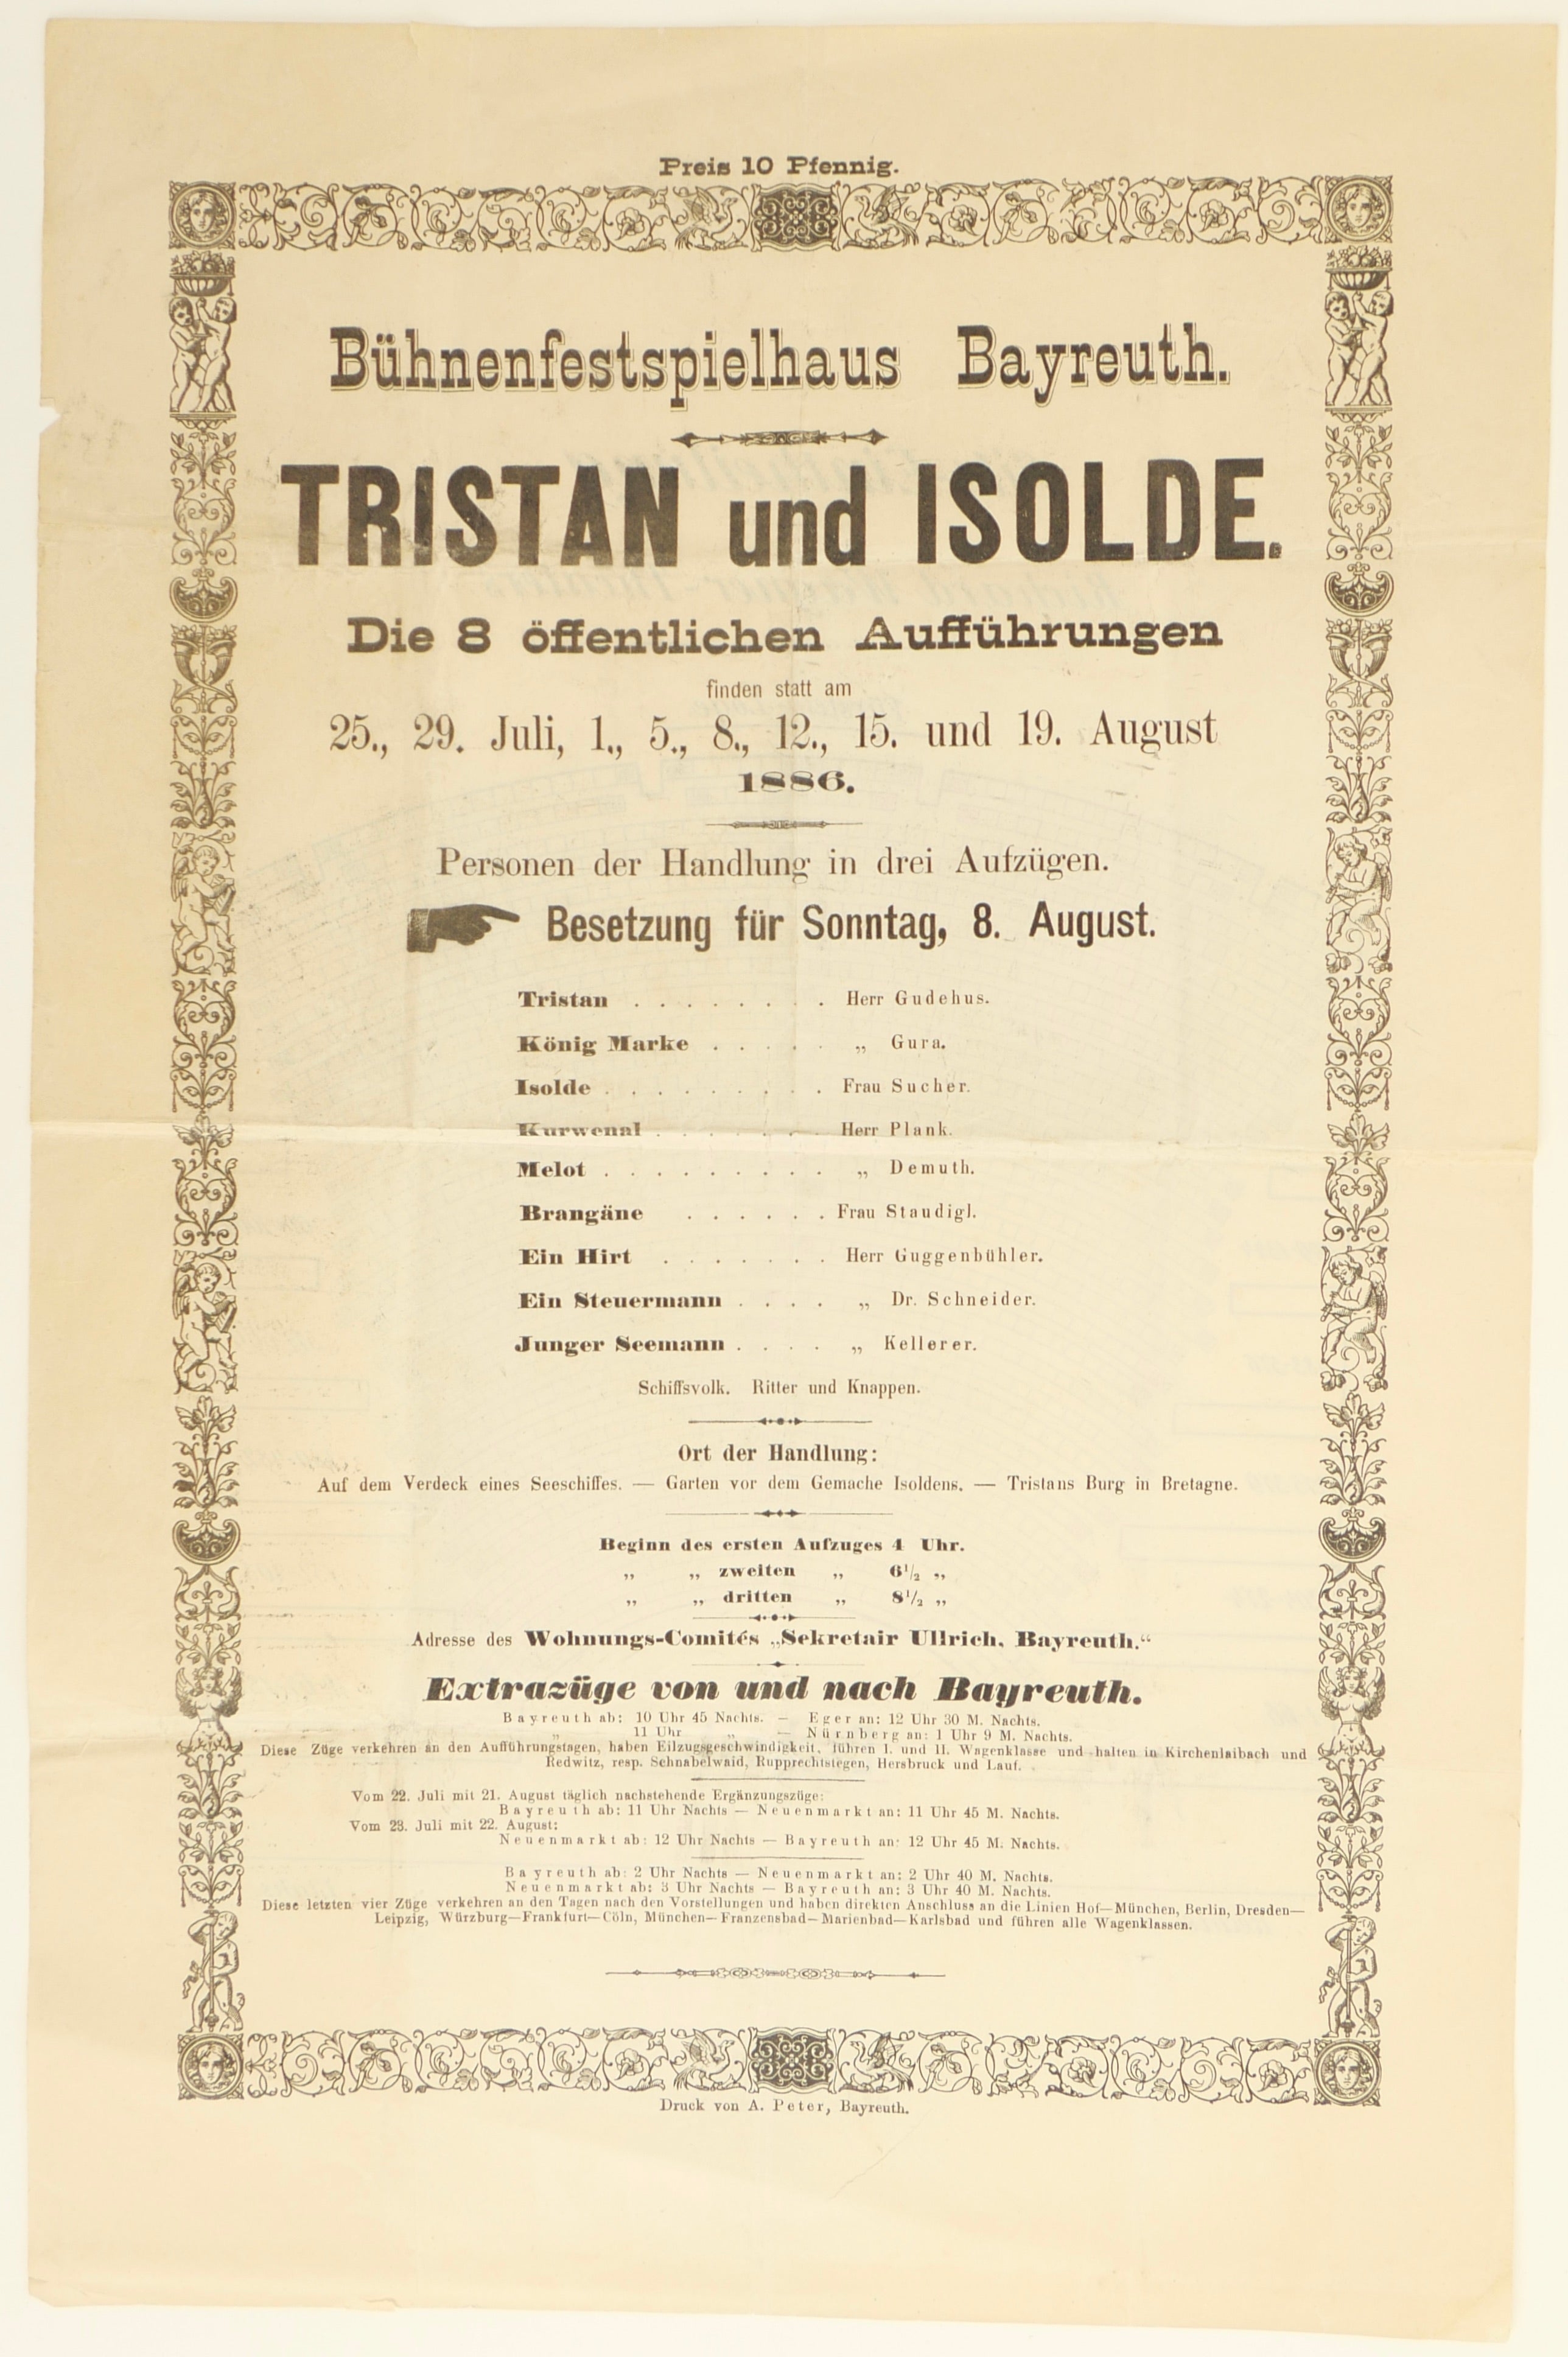 Preis 10 Pfennig.
Bühnenfestspielhaus Bayreuth.
TRISTAN und ISOLDE.
Die 8 öffentlichen Aufführungen
finden statt am
25., 29. Juli, 1., 5., 8., 12., 15. und 19. August
1886.
Personen der Handlung in drei Aufzügen.
Besetzung für Sonntag, 8. August.
Tristan . . . . . . . . Herr Gudehus.
König Marke . . . . . „ Gura.
Isolde . . . . . . . . . Frau Sucher.
Kurwenal . . . . . . . Herr Plank.
Melot . . . . . . . . . „ Demuth.
Brangäne . . . . . . Frau Staudigl.
Ein Hirt . . . . . . . Herr Guggenbühler.
Ein Steuermann . . . . „ Dr. Schneider.
Junger Seemann . . . . „ Kellerer.
Schiffsvolk. Ritter und Knappen.
Ort der Handlung:
Auf dem Verdeck eines Seeschiffes. — Garten vor dem Gemache Isoldens. — Tristans Burg in Bretagne.
Beginn des ersten Aufzuges 4 Uhr.
„ „ zweiten „ 6½ „
„ „ dritten „ 8½ „
Adresse des Wohnungs-Comités „Sekretair Ullrich, Bayreuth.“
Extrazüge von und nach Bayreuth.
Bayreuth ab: 10 Uhr 45 Nachts. — Eger an: 12 Uhr 30 M. Nachts.
„ 11 Uhr „ — Nürnberg an: 1 Uhr 9 M. Nachts.
Diese Züge verkehren an den Aufführungstagen, haben Eilzugsgeschwindigkeit, führen I. und II. Wagenklasse und halten in Kirchenlaibach und
Redwitz, resp. Schnabelwaid, Rupprechtstegen, Hersbruck und Lauf.
Vom 22. Juli mit 21. August täglich nachstehende Ergänzungszüge:
Bayreuth ab: 11 Uhr Nachts — Neuenmarkt an: 11 Uhr 45 M. Nachts.
Vom 23. Juli mit 22. August:
Neuenmarkt ab: 12 Uhr Nachts — Bayreuth an: 12 Uhr 45 M. Nachts.
Bayreuth ab: 2 Uhr Nachts — Neuenmarkt an: 2 Uhr 40 M. Nachts.
Neuenmarkt ab: 3 Uhr Nachts — Bayreuth an: 3 Uhr 40 M. Nachts.
Diese letzten vier Züge verkehren an den Tagen nach den Vorstellungen und haben direkten Anschluss an die Linien Hof—München, Berlin, Dresden—
Leipzig, Würzburg—Frankfurt—Cöln, München—Franzensbad—Marienbad—Karlsbad und führen alle Wagenklassen.
Druck von A. Peter, Bayreuth.